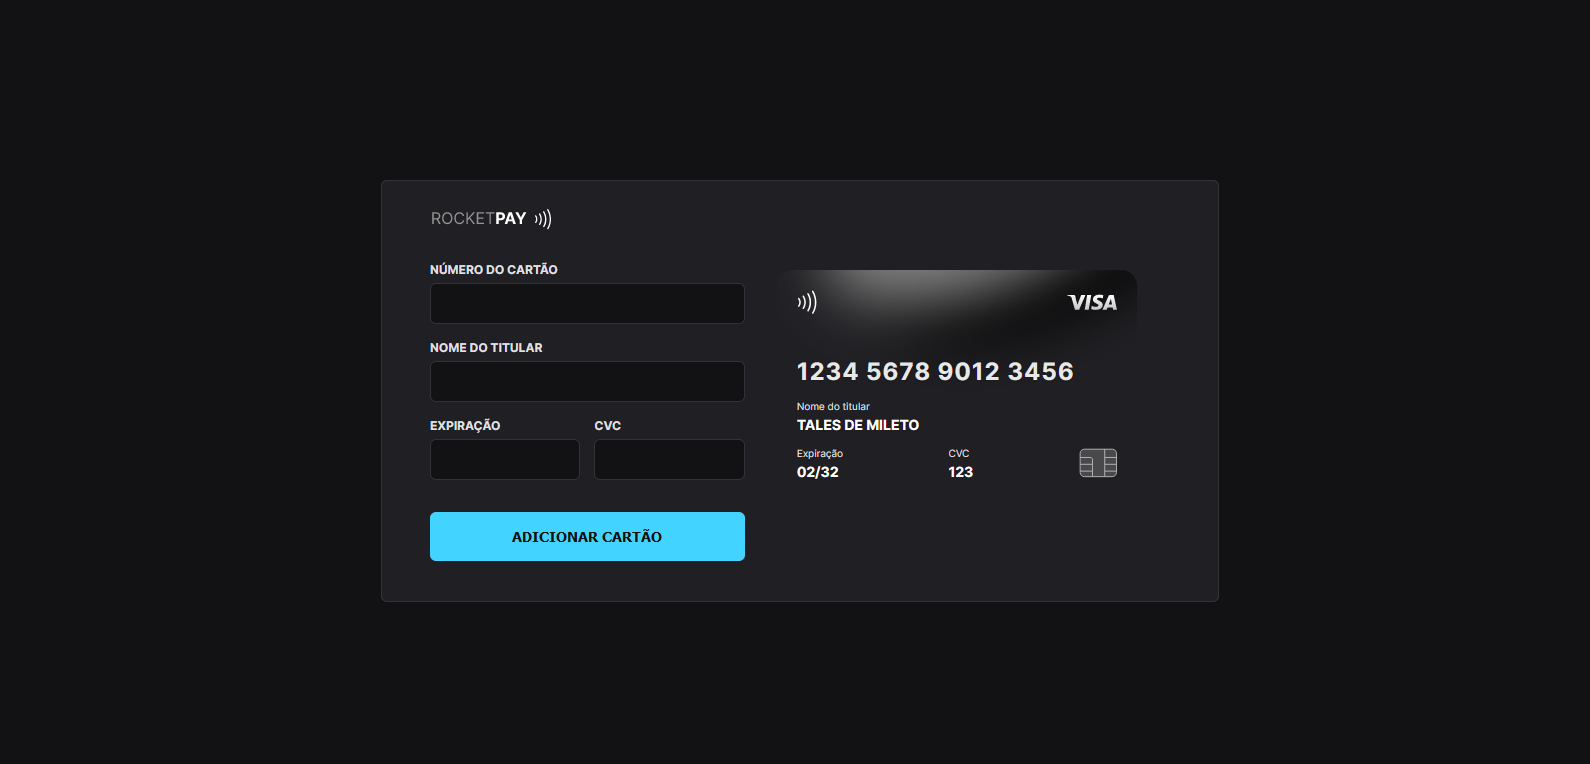 ROCKETPAY
NÚMERO DO CARTÃO
NOME DO TITULAR
EXPIRAÇÃO CVC
ADICIONAR CARTÃO
VISA
1234 5678 9012 3456
Nome do titular
TALES DE MILETO
Expiração CVC
02/32 123